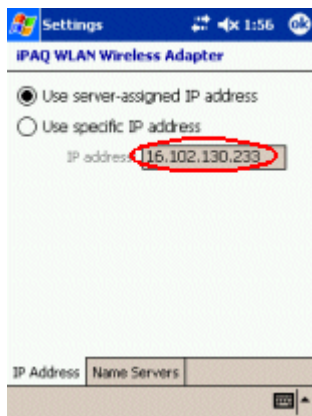 Settings 1:56 ok
iPAQ WLAN Wireless Adapter
Use server-assigned IP address
Use specific IP address
IP address: 16.102.130.233
IP Address Name Servers